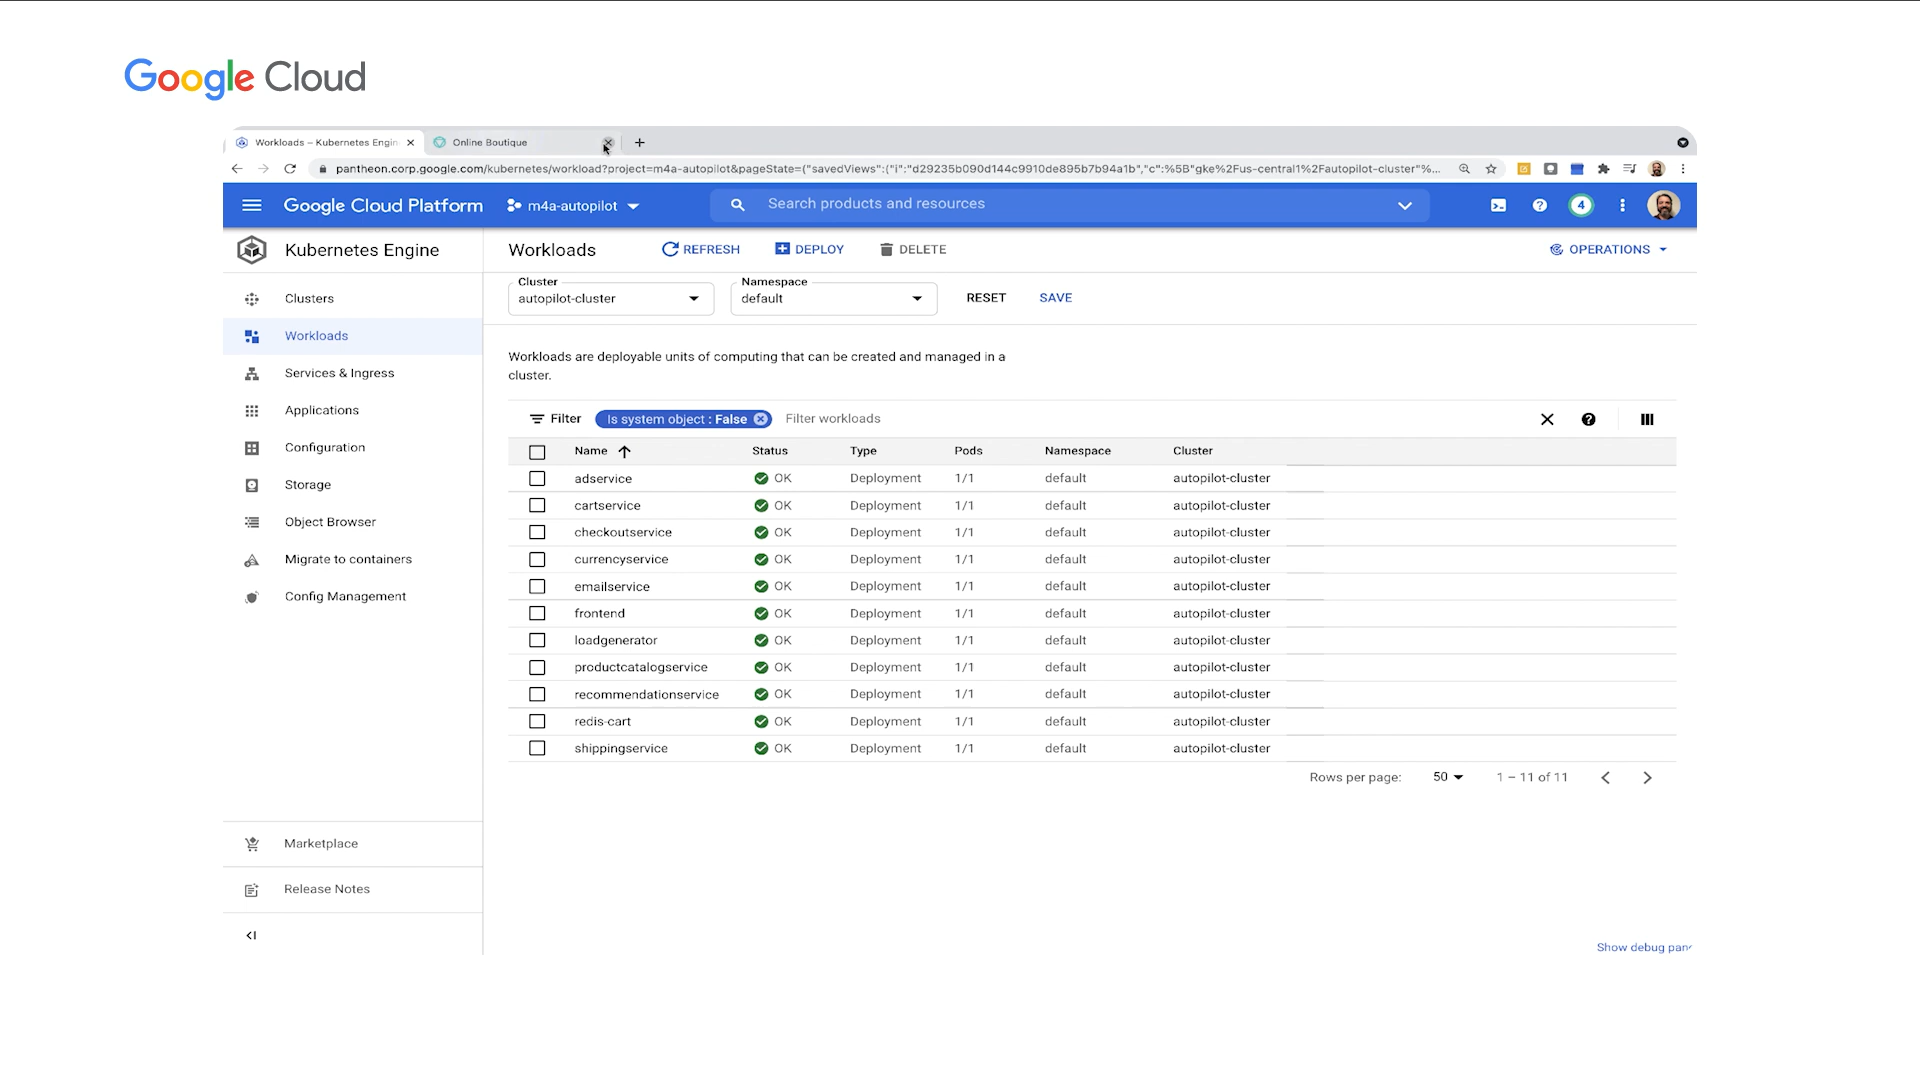 Google Cloud
Workloads – Kubernetes Engin
Online Boutique
pantheon.corp.google.com/kubernetes/workload?project=m4a-autopilot&pageState=("savedViews":("i":"d29235b090d144c9910de895b7b94a1b","c":%5B"gke%2Fus-central1%2Fautopilot-cluster"%...
Google Cloud Platform
m4a-autopilot
Search products and resources
4
Kubernetes Engine
Workloads
REFRESH
DEPLOY
DELETE
OPERATIONS
Clusters
Workloads
Services & Ingress
Applications
Configuration
Storage
Object Browser
Migrate to containers
Config Management
Marketplace
Release Notes
Cluster
autopilot-cluster
Namespace
default
RESET
SAVE
Workloads are deployable units of computing that can be created and managed in a
cluster.
Filter
Is system object : False
Filter workloads
Name Status Type Pods Namespace Cluster
adservice OK Deployment 1/1 default autopilot-cluster
cartservice OK Deployment 1/1 default autopilot-cluster
checkoutservice OK Deployment 1/1 default autopilot-cluster
currencyservice OK Deployment 1/1 default autopilot-cluster
emailservice OK Deployment 1/1 default autopilot-cluster
frontend OK Deployment 1/1 default autopilot-cluster
loadgenerator OK Deployment 1/1 default autopilot-cluster
productcatalogservice OK Deployment 1/1 default autopilot-cluster
recommendationservice OK Deployment 1/1 default autopilot-cluster
redis-cart OK Deployment 1/1 default autopilot-cluster
shippingservice OK Deployment 1/1 default autopilot-cluster
Rows per page: 50 1 – 11 of 11
Show debug pan